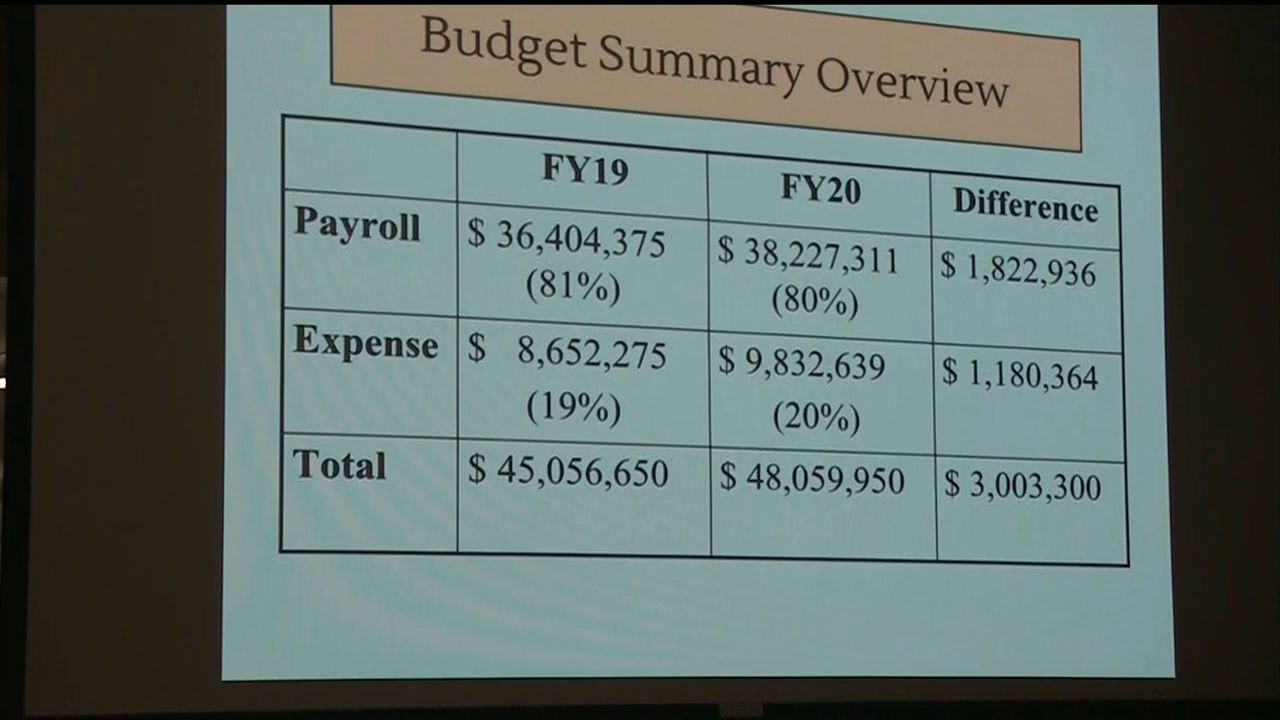 Budget Summary Overview
FY19 FY20 Difference
Payroll $ 36,404,375 $ 38,227,311 $ 1,822,936
(81%) (80%)
Expense $ 8,652,275 $ 9,832,639 $ 1,180,364
(19%) (20%)
Total $ 45,056,650 $ 48,059,950 $ 3,003,300